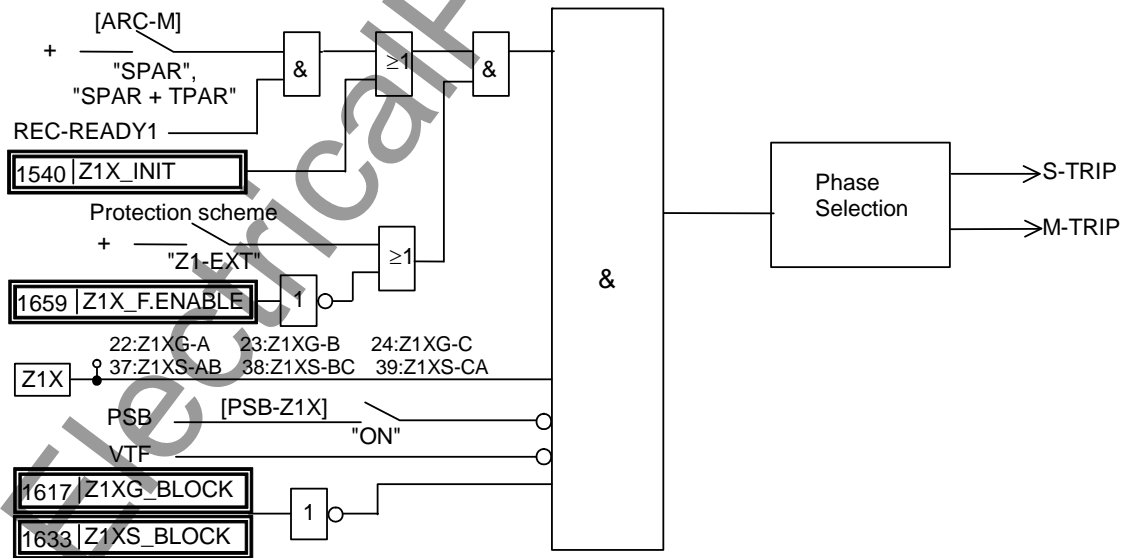 [ARC-M]
+
"SPAR",
"SPAR + TPAR"
&
≥1
&
REC-READY1
1540 Z1X_INIT
Protection scheme
+
"Z1-EXT"
≥1
1659 Z1X_F.ENABLE
1
22:Z1XG-A 23:Z1XG-B 24:Z1XG-C
Z1X
37:Z1XS-AB 38:Z1XS-BC 39:Z1XS-CA
PSB
[PSB-Z1X]
"ON"
VTF
1617 Z1XG_BLOCK
1
1633 Z1XS_BLOCK
&
Phase
Selection
S-TRIP
M-TRIP